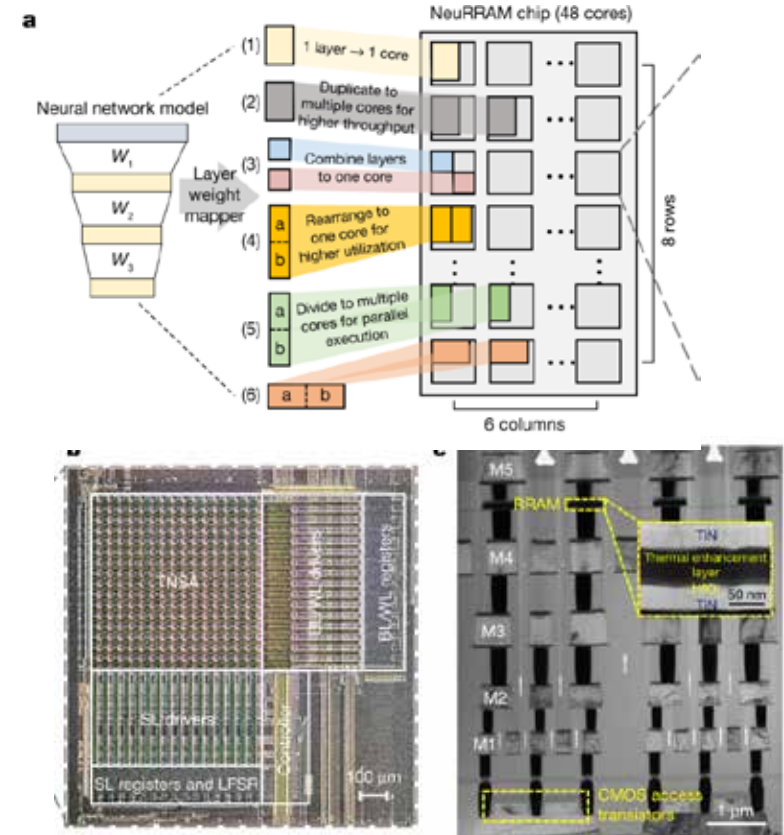 a
NeuRRAM chip (48 cores)
(1)
1 layer → 1 core
Neural network model
(2)
Duplicate to
multiple cores for
higher throughput
W1
W2
W3
Layer
weight
mapper
(3)
Combine layers
to one core
(4)
a
b
Rearrange to
one core for
higher utilization
(5)
a
b
Divide to multiple
cores for parallel
execution
(6)
a b
8 rows
6 columns
TNSA
BL/WL drivers
BL/WL registers
SL drivers
Controller
SL registers and LFSR
100 µm
c
M5
RRAM
M4
TiN
Thermal enhancement
layer
TiN
50 nm
M3
M2
M1
CMOS access
transistors
1 µm